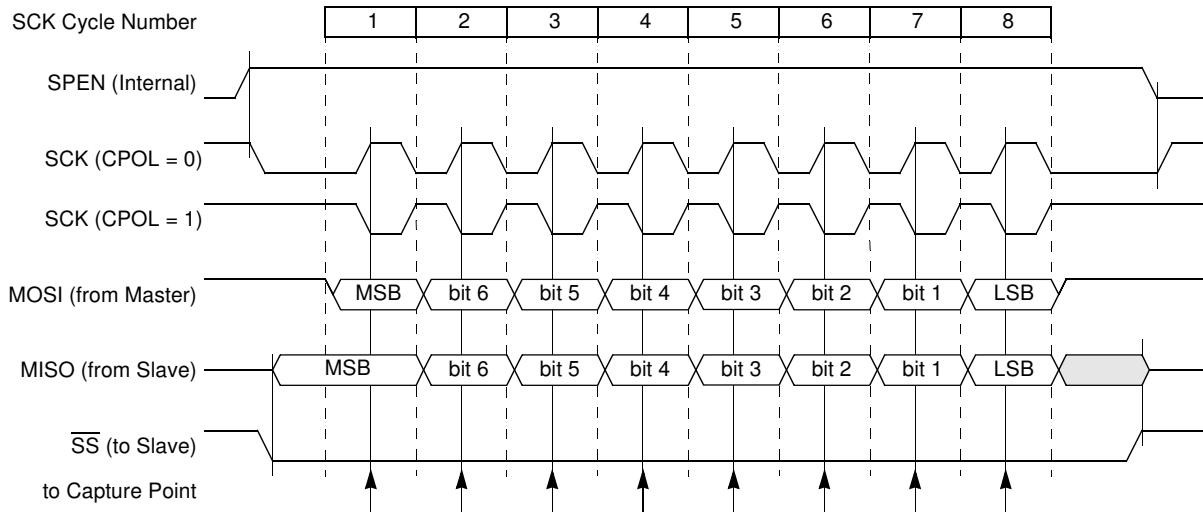 SCK Cycle Number 1 2 3 4 5 6 7 8
SPEN (Internal)
SCK (CPOL = 0)
SCK (CPOL = 1)
MOSI (from Master) MSB bit 6 bit 5 bit 4 bit 3 bit 2 bit 1 LSB
MISO (from Slave) MSB bit 6 bit 5 bit 4 bit 3 bit 2 bit 1 LSB
S̅S̅ (to Slave)
to Capture Point